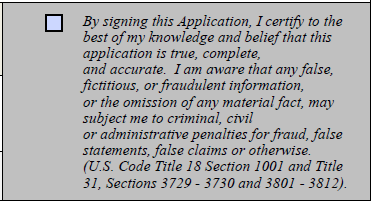 By signing this Application, I certify to the
best of my knowledge and belief that this
application is true, complete,
and accurate.  I am aware that any false,
fictitious, or fraudulent information,
or the omission of any material fact, may
subject me to criminal, civil
or administrative penalties for fraud, false
statements, false claims or otherwise.
(U.S. Code Title 18 Section 1001 and Title
31, Sections 3729 - 3730 and 3801 - 3812).